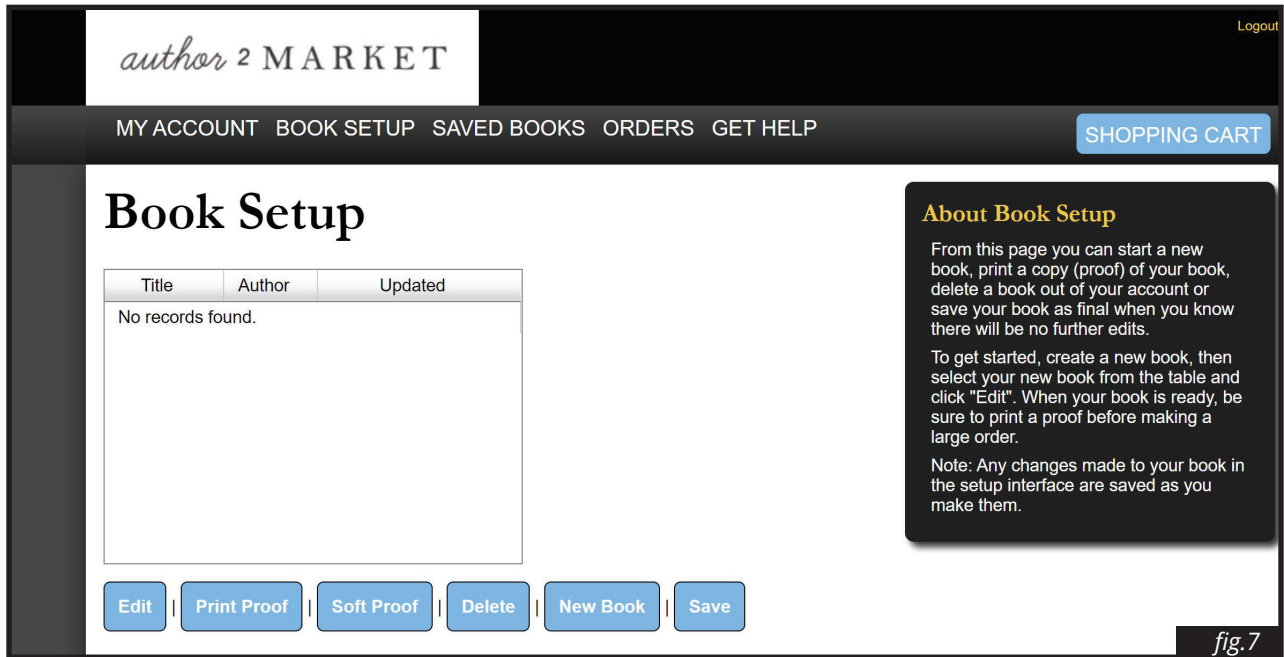 Logout
author 2 MARKET
MY ACCOUNT BOOK SETUP SAVED BOOKS ORDERS GET HELP
SHOPPING CART
Book Setup
Title Author Updated
No records found.
About Book Setup
From this page you can start a new
book, print a copy (proof) of your book,
delete a book out of your account or
save your book as final when you know
there will be no further edits.
To get started, create a new book, then
select your new book from the table and
click "Edit". When your book is ready, be
sure to print a proof before making a
large order.
Note: Any changes made to your book in
the setup interface are saved as you
make them.
Edit | Print Proof | Soft Proof | Delete | New Book | Save
fig.7